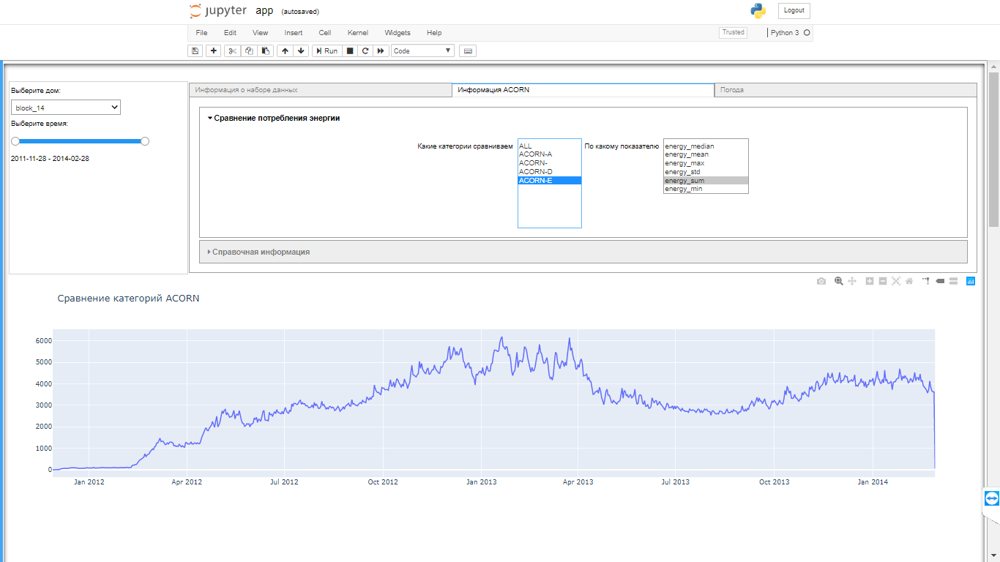 jupyter app (autosaved)
Logout
File Edit View Insert Cell Kernel Widgets Help
Trusted
Python 3
Run
Code
Выберите дом:
block_14
Выберите время:
2011-11-28 - 2014-02-28
Информация о наборе данных
Информация ACORN
Погода
Сравнение потребления энергии
Какие категории сравниваем
ALL
ACORN-A
ACORN-
ACORN-D
ACORN-E
По какому показателю
energy_median
energy_mean
energy_max
energy_std
energy_sum
energy_min
Справочная информация
Сравнение категорий ACORN
6000
5000
4000
3000
2000
1000
0
Jan 2012 Apr 2012 Jul 2012 Oct 2012 Jan 2013 Apr 2013 Jul 2013 Oct 2013 Jan 2014